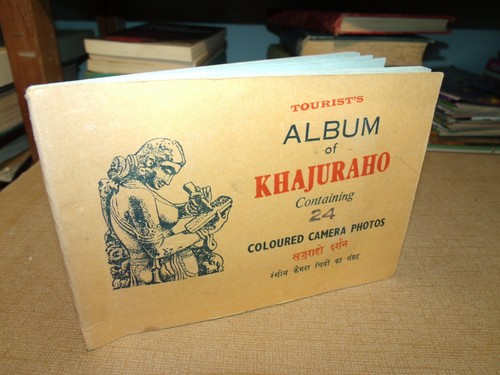 TOURIST'S
ALBUM
of
KHAJURAHO
Containing
24
COLOURED CAMERA PHOTOS
खजुराहो दर्शन
रंगीन कैमरा चित्रों का संग्रह